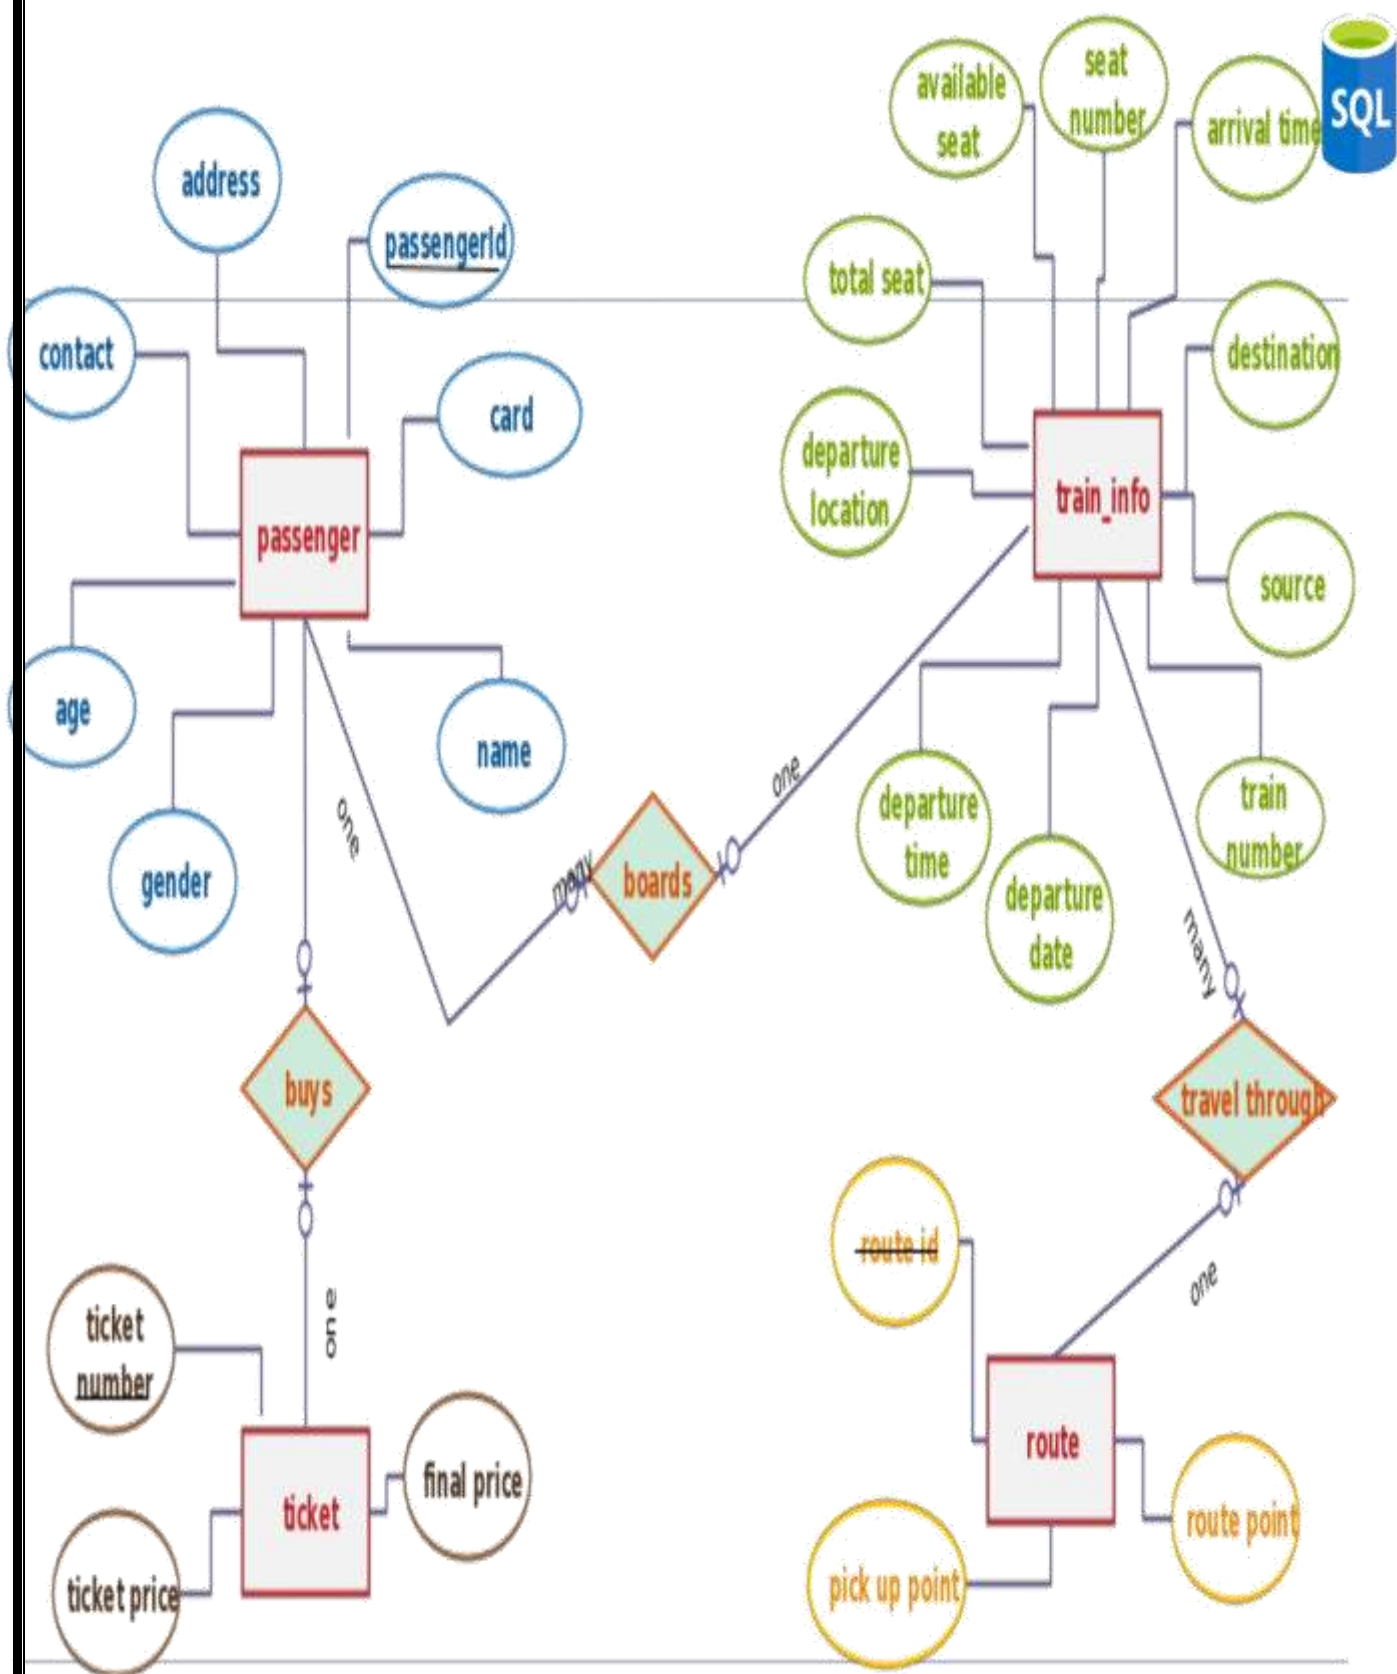 available
seat
seat
number
arrival time
SQL
address
passengerId
total seat
contact
destination
card
departure
location
train_info
passenger
source
age
name
one
departure
time
train
number
one
many
boards
gender
departure
date
many
buys
travel through
route id
one
one
ticket
number
final price
route
ticket
route point
ticket price
pick up point